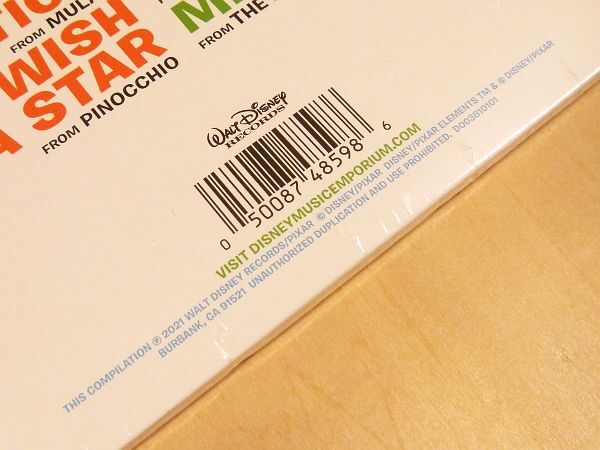 FROM MULA
WISH
A STAR
FROM PINOCCHIO
FROM THE
WALT DISNEY
RECORDS
0 50087 48598 6
VISIT DISNEYMUSICEMPORIUM.COM
THIS COMPILATION ℗ 2021 WALT DISNEY RECORDS/PIXAR © DISNEY/PIXAR DISNEY/PIXAR ELEMENTS TM & © DISNEY/PIXAR
BURBANK, CA 91521 UNAUTHORIZED DUPLICATION AND USE PROHIBITED. D003810101